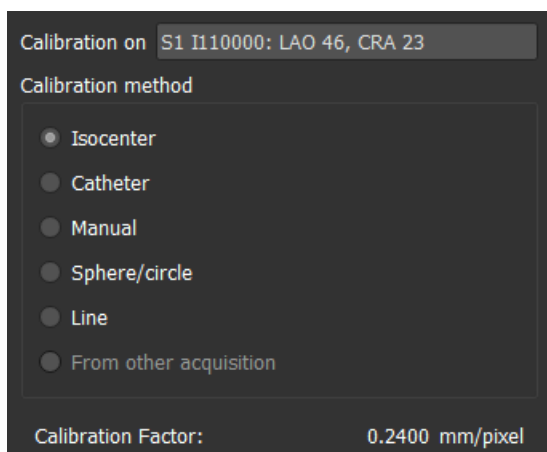 Calibration on S1 I110000: LAO 46, CRA 23
Calibration method
Isocenter
Catheter
Manual
Sphere/circle
Line
From other acquisition
Calibration Factor: 0.2400 mm/pixel